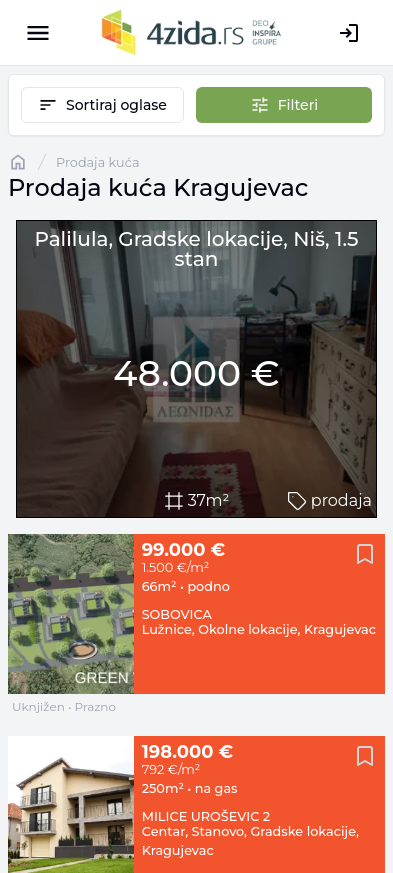 4zida.rs
DEO
INSPIRA
GRUPE
Sortiraj oglase
Filteri
/ Prodaja kuća
Prodaja kuća Kragujevac
Palilula, Gradske lokacije, Niš, 1.5
stan
ΛΕΩΝΙΔΑΣ
48.000 €
37m²
prodaja
GREEN
99.000 €
1.500 €/m²
66m² • podno
SOBOVICA
Lužnice, Okolne lokacije, Kragujevac
Uknjižen • Prazno
198.000 €
792 €/m²
250m² • na gas
MILICE UROŠEVIC 2
Centar, Stanovo, Gradske lokacije,
Kragujevac